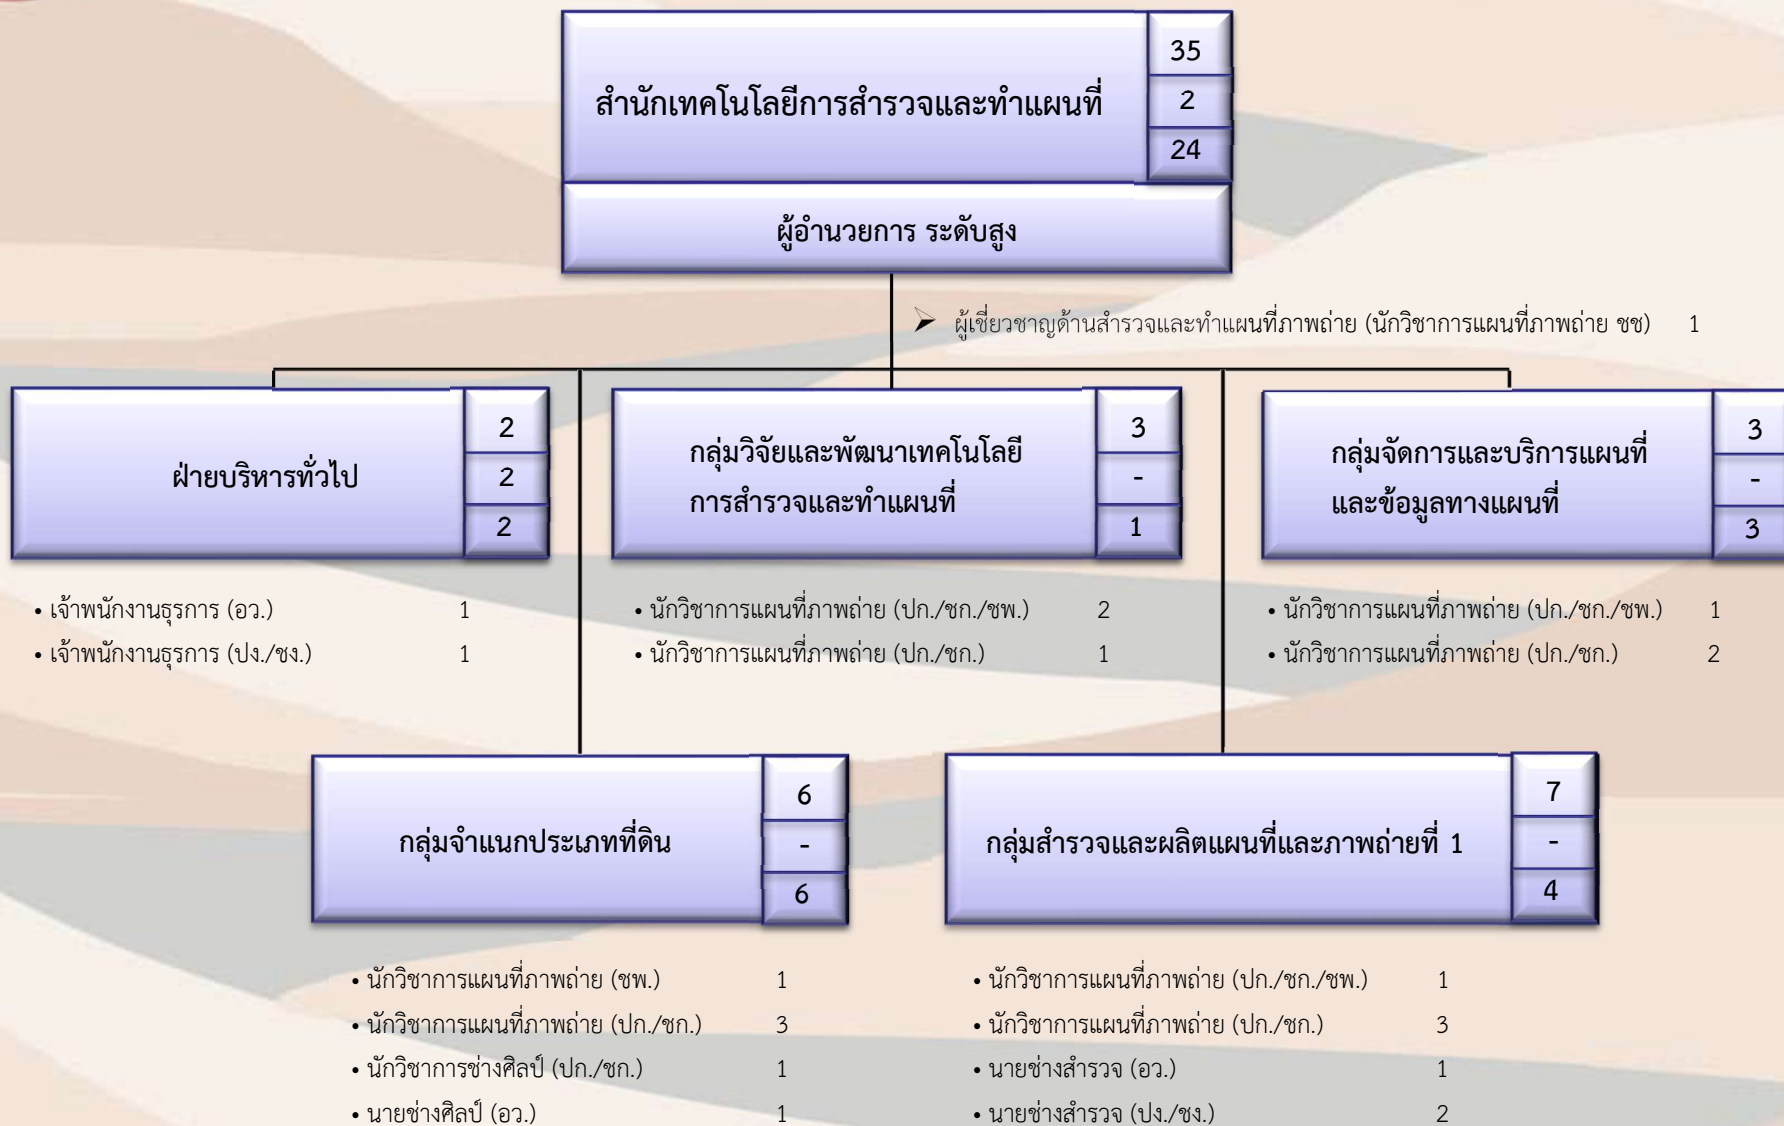 สำนักเทคโนโลยีการสำรวจและทำแผนที่
35
2
24
ผู้อำนวยการ ระดับสูง
➢ ผู้เชี่ยวชาญด้านสำรวจและทำแผนที่ภาพถ่าย (นักวิชาการแผนที่ภาพถ่าย ชช) 1
ฝ่ายบริหารทั่วไป
2
2
2
• เจ้าพนักงานธุรการ (อว.) 1
• เจ้าพนักงานธุรการ (ปง./ชง.) 1
กลุ่มวิจัยและพัฒนาเทคโนโลยี
การสำรวจและทำแผนที่
3
-
1
• นักวิชาการแผนที่ภาพถ่าย (ปก./ชก./ชพ.) 2
• นักวิชาการแผนที่ภาพถ่าย (ปก./ชก.) 1
กลุ่มจัดการและบริการแผนที่
และข้อมูลทางแผนที่
3
-
3
• นักวิชาการแผนที่ภาพถ่าย (ปก./ชก./ชพ.) 1
• นักวิชาการแผนที่ภาพถ่าย (ปก./ชก.) 2
กลุ่มจำแนกประเภทที่ดิน
6
-
6
• นักวิชาการแผนที่ภาพถ่าย (ชพ.) 1
• นักวิชาการแผนที่ภาพถ่าย (ปก./ชก.) 3
• นักวิชาการช่างศิลป์ (ปก./ชก.) 1
• นายช่างศิลป์ (อว.) 1
กลุ่มสำรวจและผลิตแผนที่และภาพถ่ายที่ 1
7
-
4
• นักวิชาการแผนที่ภาพถ่าย (ปก./ชก./ชพ.) 1
• นักวิชาการแผนที่ภาพถ่าย (ปก./ชก.) 3
• นายช่างสำรวจ (อว.) 1
• นายช่างสำรวจ (ปง./ชง.) 2